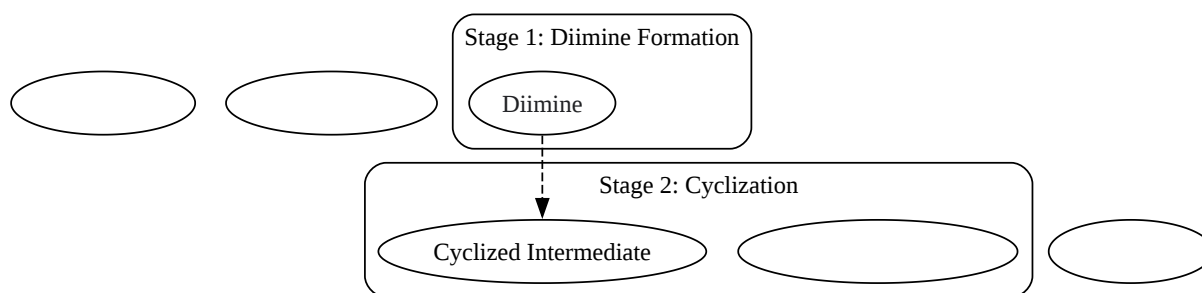 Stage 1: Diimine Formation
Diimine
Stage 2: Cyclization
Cyclized Intermediate